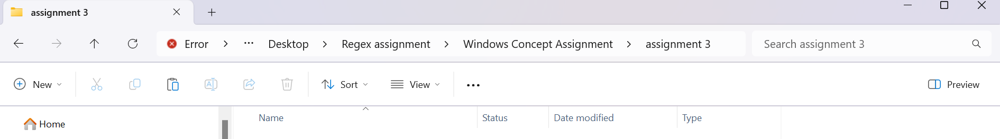 assignment 3
Error > ... Desktop > Regex assignment > Windows Concept Assignment > assignment 3 Search assignment 3
New Sort View ... Preview
Name Status Date modified Type
Home